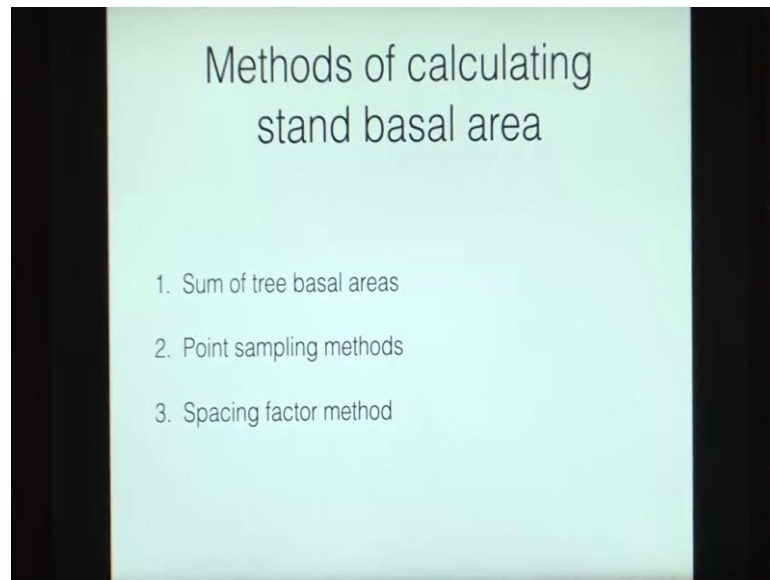 Methods of calculating
stand basal area
1. Sum of tree basal areas
2. Point sampling methods
3. Spacing factor method